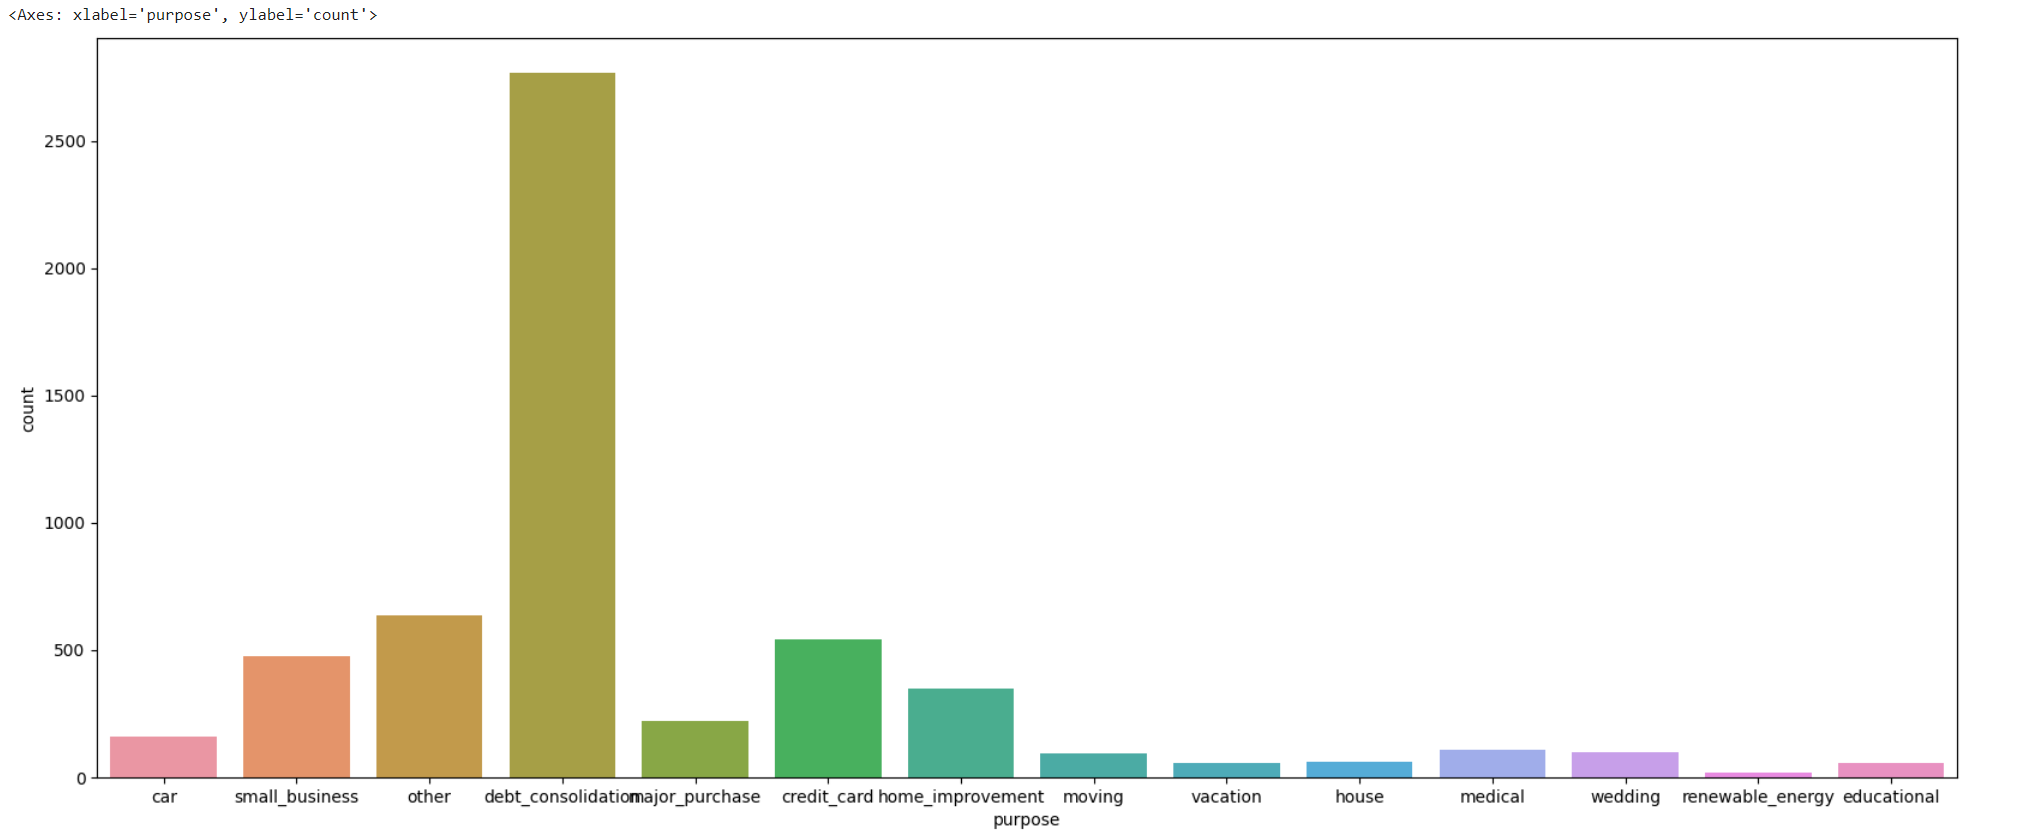 <Axes: xlabel='purpose', ylabel='count'>
2500
2000
1500
1000
500
0
count
car small_business other debt_consolidation major_purchase credit_card home_improvement moving vacation house medical wedding renewable_energy educational
purpose